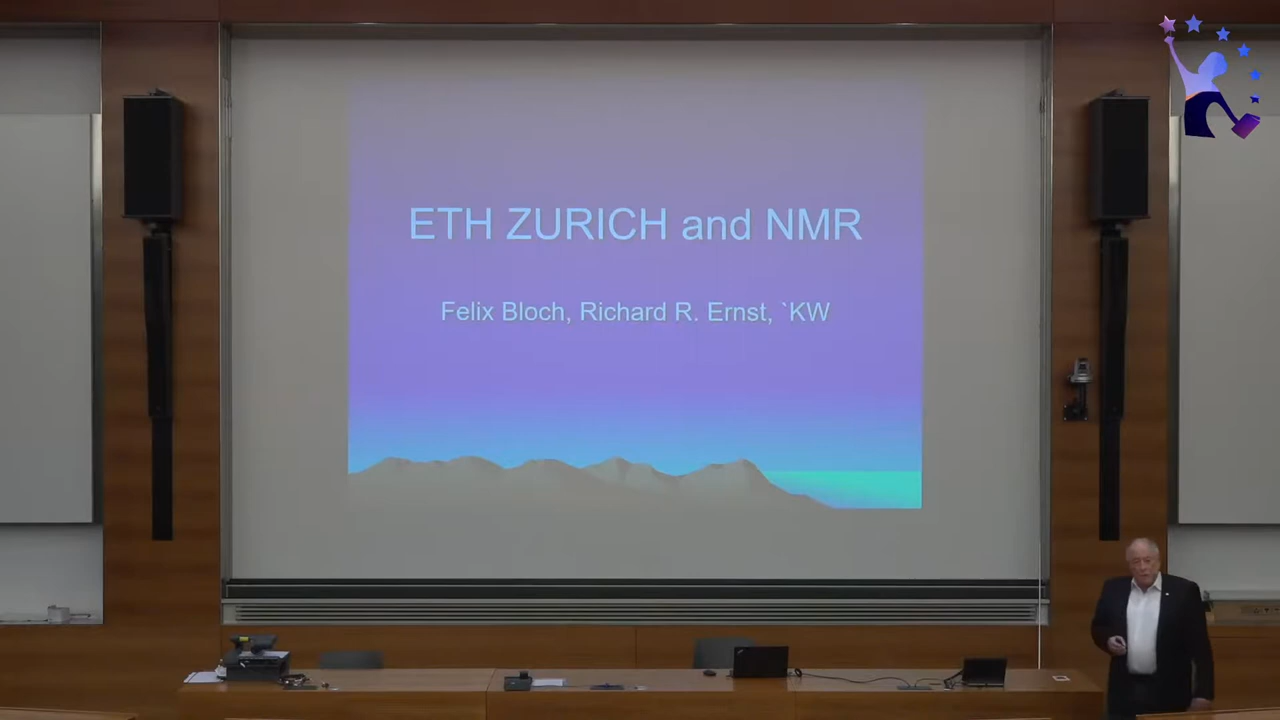 ETH ZURICH and NMR
Felix Bloch, Richard R. Ernst, `KW